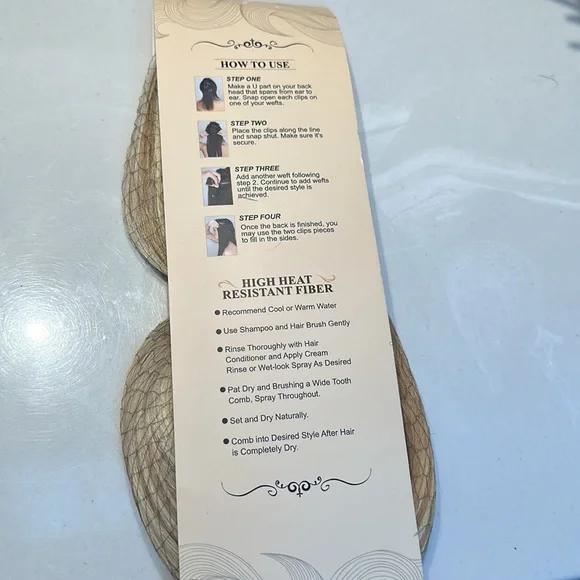 HOW TO USE
STEP ONE
Make a U part on your back
head that spans from ear to
ear. Snap open each clips on
one of your wefts.
STEP TWO
Place the clips along the line
and snap shut. Make sure it's
secure.
STEP THREE
Add another weft following
step 2. Continue to add wefts
until the desired style is
achieved.
STEP FOUR
Once the back is finished, you
may use the two clips pieces
to fill in the sides.
HIGH HEAT
RESISTANT FIBER
● Recommend Cool or Warm Water
● Use Shampoo and Hair Brush Gently
● Rinse Thoroughly with Hair
Conditioner and Apply Cream
Rinse or Wet-look Spray As Desired
● Pat Dry and Brushing a Wide Tooth
Comb, Spray Throughout.
● Set and Dry Naturally.
● Comb into Desired Style After Hair
is Completely Dry.